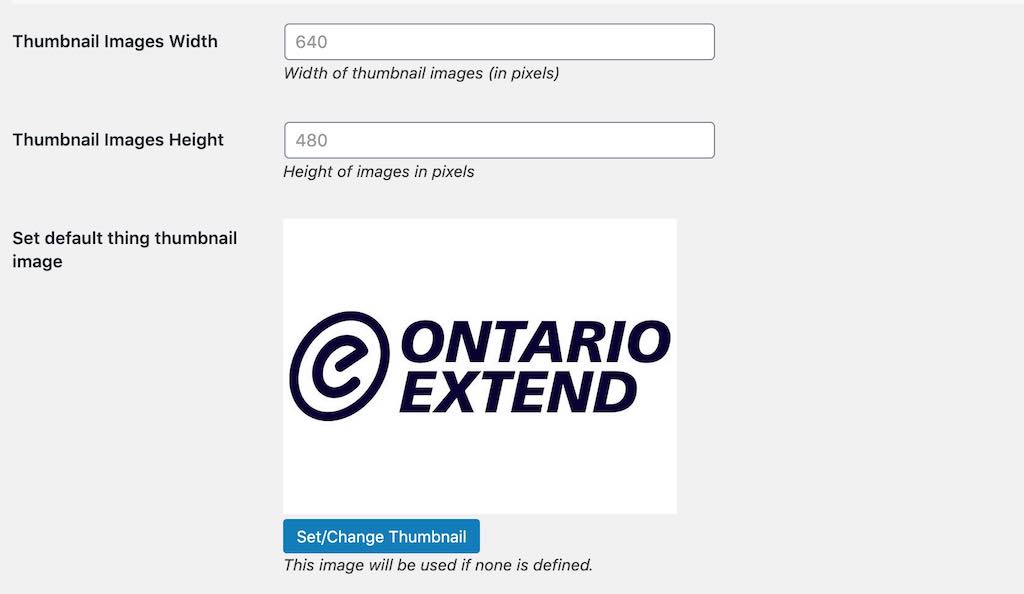 Thumbnail Images Width
640
Width of thumbnail images (in pixels)
Thumbnail Images Height
480
Height of images in pixels
Set default thing thumbnail
image
e ONTARIO
EXTEND
Set/Change Thumbnail
This image will be used if none is defined.